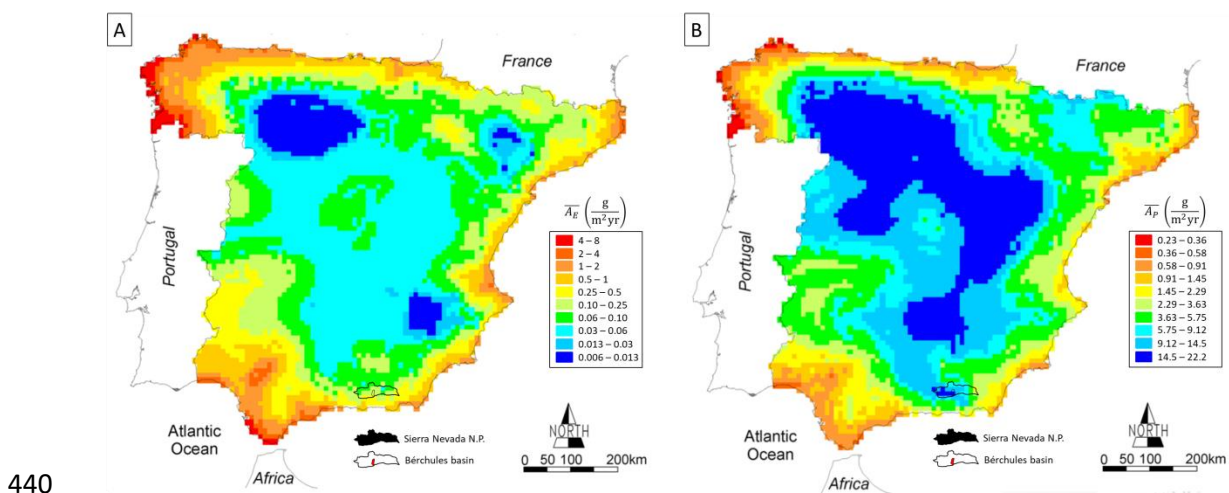 A
France
Portugal
Atlantic
Ocean
Africa
A_E (g/m²yr)
4 – 8
2 – 4
1 – 2
0.5 – 1
0.25 – 0.5
0.10 – 0.25
0.06 – 0.10
0.03 – 0.06
0.013 – 0.03
0.006 – 0.013
NORTH
Sierra Nevada N.P.
Bérchules basin
0 50 100 200km
B
France
Portugal
Atlantic
Ocean
Africa
A_P (g/m²yr)
0.23 – 0.36
0.36 – 0.58
0.58 – 0.91
0.91 – 1.45
1.45 – 2.29
2.29 – 3.63
3.63 – 5.75
5.75 – 9.12
9.12 – 14.5
14.5 – 22.2
NORTH
Sierra Nevada N.P.
Bérchules basin
0 50 100 200km
440